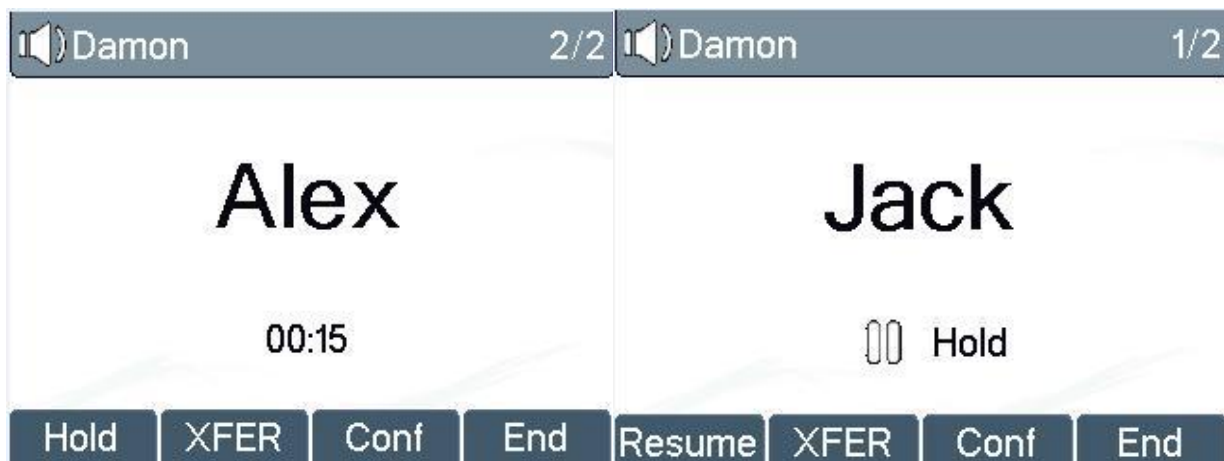 Damon 2/2
Alex
00:15
Hold XFER Conf End
Damon 1/2
Jack
Hold
Resume XFER Conf End